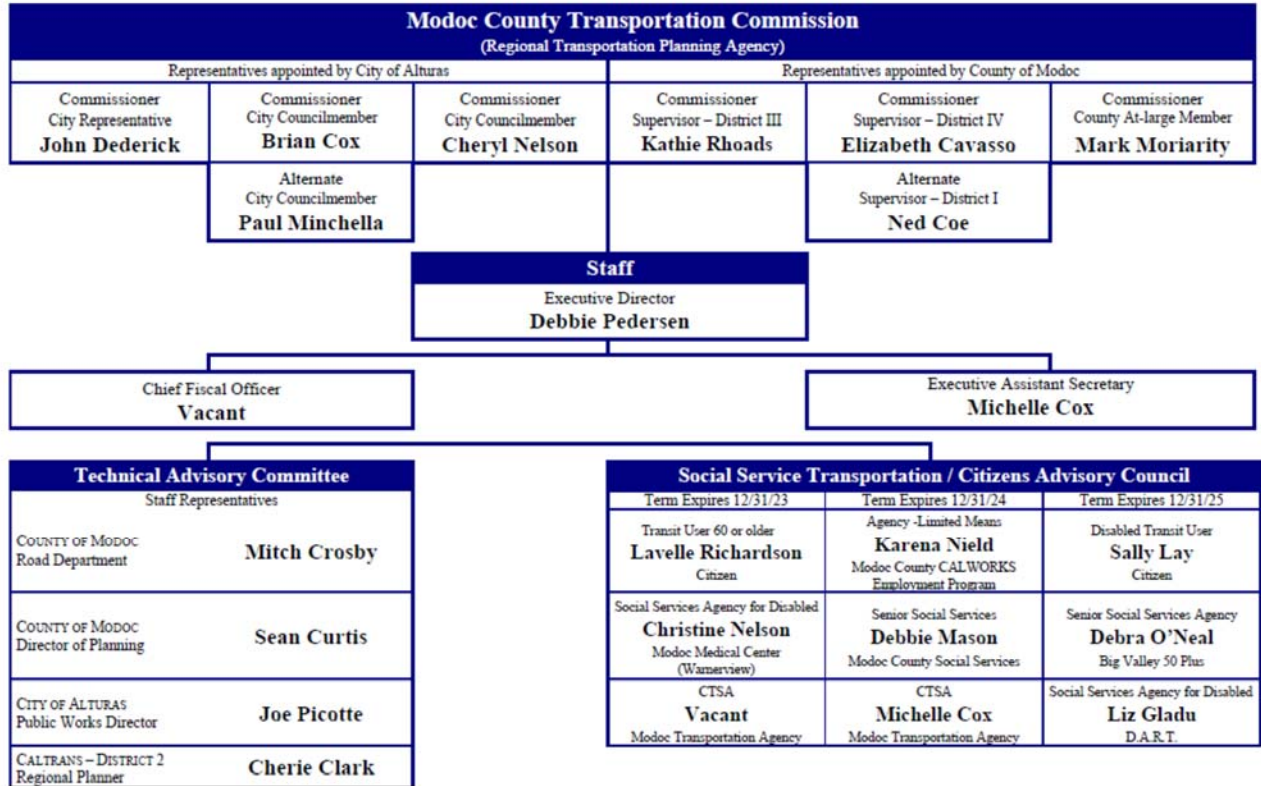 Modoc County Transportation Commission
(Regional Transportation Planning Agency)
Representatives appointed by City of Alturas
Representatives appointed by County of Modoc
Commissioner
City Representative
John Dederick
Commissioner
City Councilmember
Brian Cox
Commissioner
City Councilmember
Cheryl Nelson
Commissioner
Supervisor – District III
Kathie Rhoads
Commissioner
Supervisor – District IV
Elizabeth Cavasso
Commissioner
County At-large Member
Mark Moriarity
Alternate
City Councilmember
Paul Minchella
Alternate
Supervisor – District I
Ned Coe
Staff
Executive Director
Debbie Pedersen
Chief Fiscal Officer
Vacant
Executive Assistant Secretary
Michelle Cox
Technical Advisory Committee
Staff Representatives
COUNTY OF MODOC
Road Department
Mitch Crosby
COUNTY OF MODOC
Director of Planning
Sean Curtis
CITY OF ALTURAS
Public Works Director
Joe Picotte
CALTRANS – DISTRICT 2
Regional Planner
Cherie Clark
Social Service Transportation / Citizens Advisory Council
Term Expires 12/31/23
Term Expires 12/31/24
Term Expires 12/31/25
Transit User 60 or older
Lavelle Richardson
Citizen
Agency -Limited Means
Karena Nield
Modoc County CALWORKS
Employment Program
Disabled Transit User
Sally Lay
Citizen
Social Services Agency for Disabled
Christine Nelson
Modoc Medical Center
(Warnerview)
Senior Social Services
Debbie Mason
Modoc County Social Services
Senior Social Services Agency
Debra O’Neal
Big Valley 50 Plus
CTSA
Vacant
Modoc Transportation Agency
CTSA
Michelle Cox
Modoc Transportation Agency
Social Services Agency for Disabled
Liz Gladu
D.A.R.T.